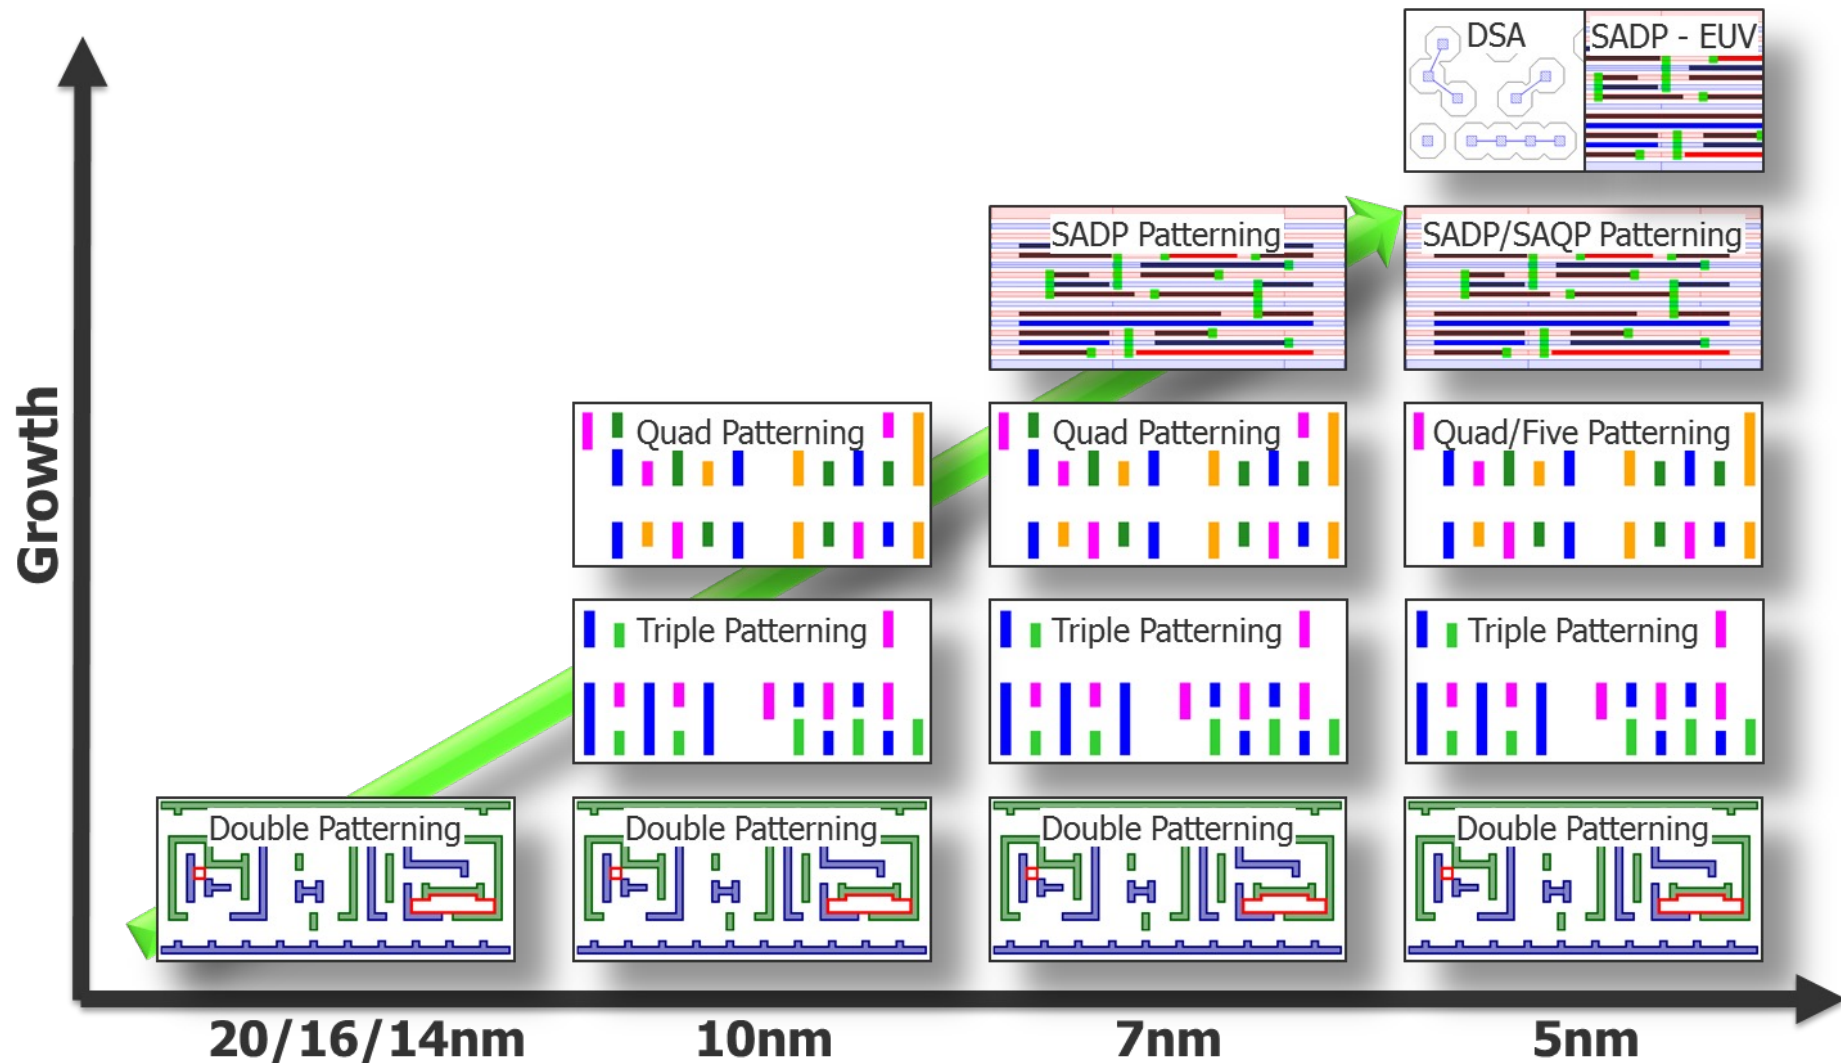 DSA
SADP - EUV
SADP Patterning
SADP/SAQP Patterning
Quad Patterning
Quad Patterning
Quad/Five Patterning
Triple Patterning
Triple Patterning
Triple Patterning
Double Patterning
Double Patterning
Double Patterning
Double Patterning
Growth
20/16/14nm
10nm
7nm
5nm